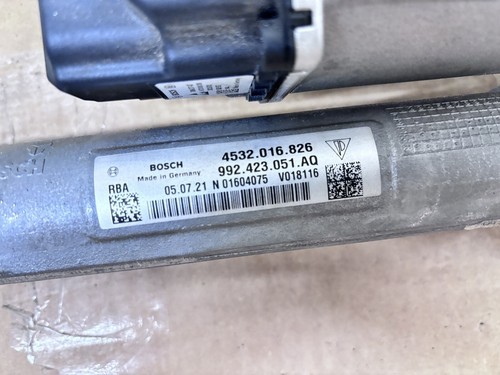 BOSCH
Made in Germany
4532.016.826
992.423.051.AQ
RBA
05.07.21 N 01604075 V018116